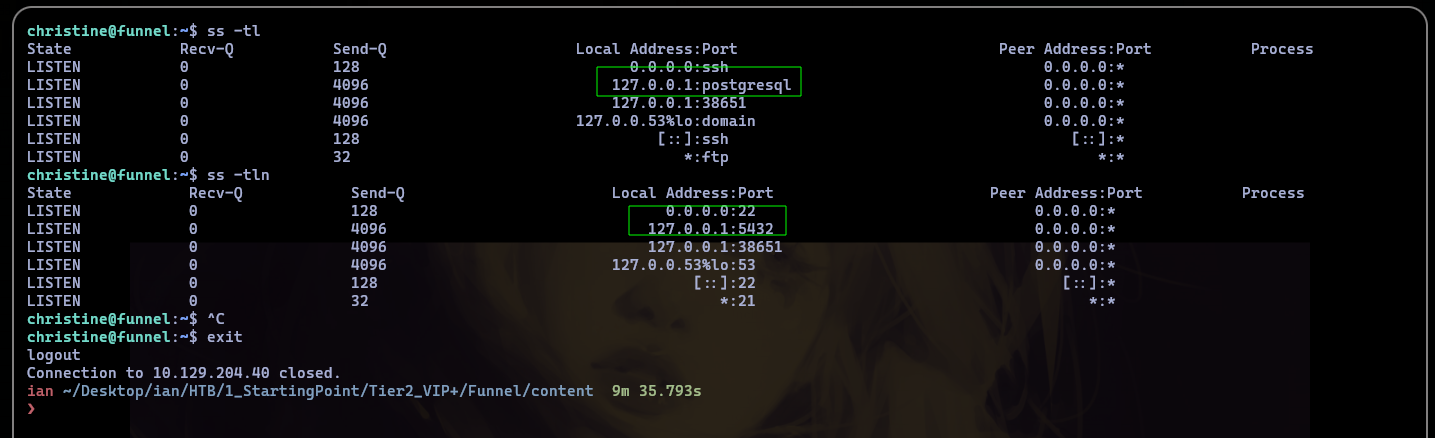 christine@funnel:~$ ss -tl
State Recv-Q Send-Q Local Address:Port Peer Address:Port Process
LISTEN 0 128 0.0.0.0:ssh 0.0.0.0:*
LISTEN 0 4096 127.0.0.1:postgresql 0.0.0.0:*
LISTEN 0 4096 127.0.0.1:38651 0.0.0.0:*
LISTEN 0 4096 127.0.0.53%lo:domain 0.0.0.0:*
LISTEN 0 128 [::]:ssh [::]:*
LISTEN 0 32 *:ftp *:*
christine@funnel:~$ ss -tln
State Recv-Q Send-Q Local Address:Port Peer Address:Port Process
LISTEN 0 128 0.0.0.0:22 0.0.0.0:*
LISTEN 0 4096 127.0.0.1:5432 0.0.0.0:*
LISTEN 0 4096 127.0.0.1:38651 0.0.0.0:*
LISTEN 0 4096 127.0.0.53%lo:53 0.0.0.0:*
LISTEN 0 128 [::]:22 [::]:*
LISTEN 0 32 *:21 *:*
christine@funnel:~$ ^C
christine@funnel:~$ exit
logout
Connection to 10.129.204.40 closed.
ian ~/Desktop/ian/HTB/1_StartingPoint/Tier2_VIP+/Funnel/content 9m 35.793s
❯